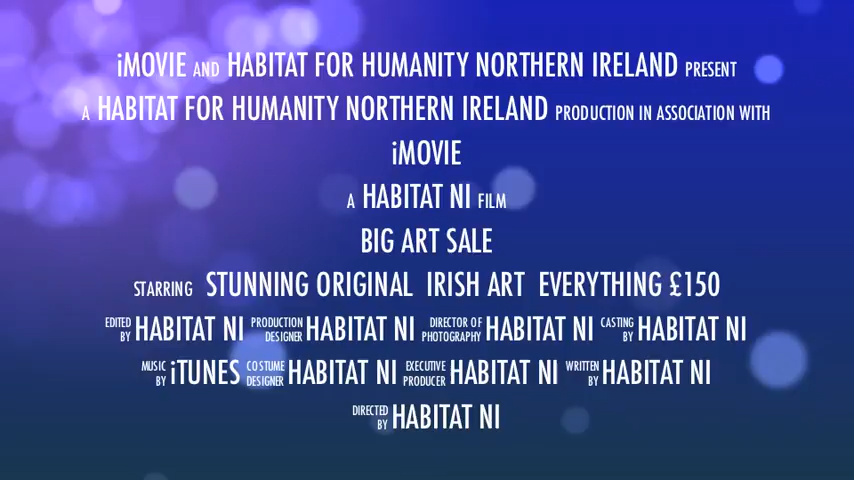 iMOVIE AND HABITAT FOR HUMANITY NORTHERN IRELAND PRESENT
A HABITAT FOR HUMANITY NORTHERN IRELAND PRODUCTION IN ASSOCIATION WITH
iMOVIE
A HABITAT NI FILM
BIG ART SALE
STARRING STUNNING ORIGINAL IRISH ART EVERYTHING £150
EDITED BY HABITAT NI PRODUCTION DESIGNER HABITAT NI DIRECTOR OF PHOTOGRAPHY HABITAT NI CASTING BY HABITAT NI
MUSIC BY iTUNES COSTUME DESIGNER HABITAT NI EXECUTIVE PRODUCER HABITAT NI WRITTEN BY HABITAT NI
DIRECTED BY HABITAT NI